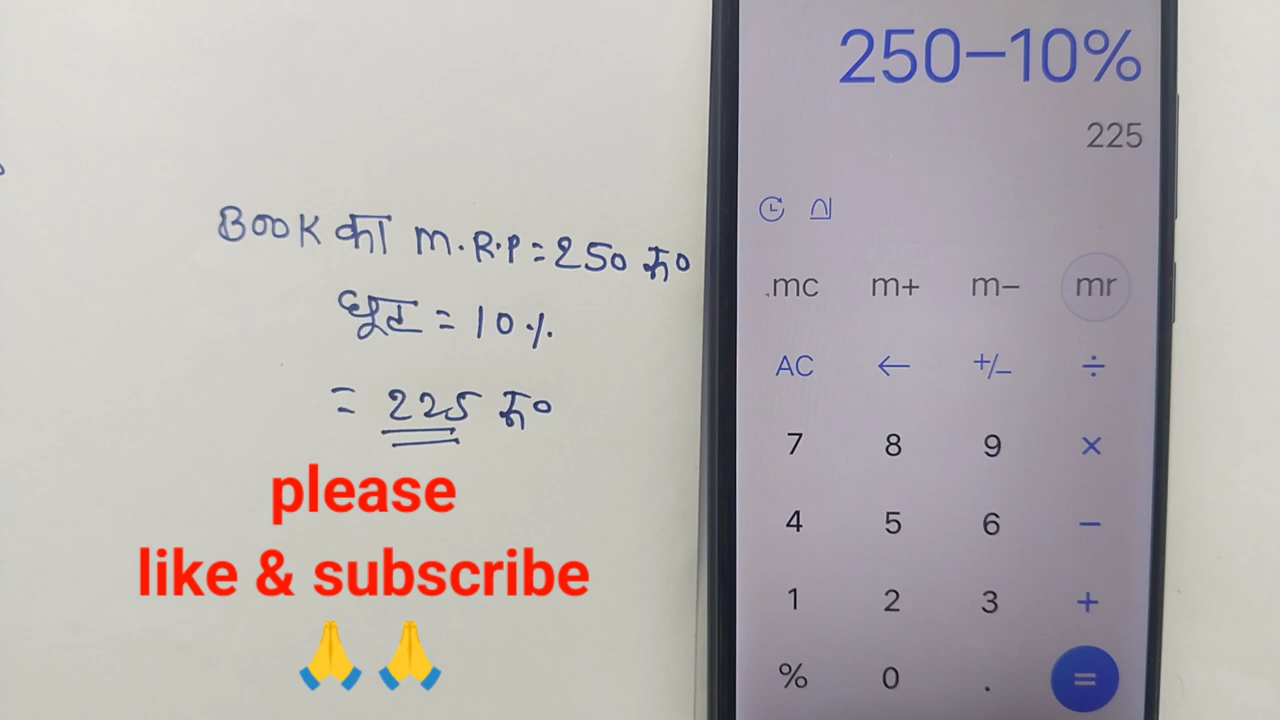 BOOK का M.R.P = 250 रू०
छूट = 10%
= 225 रू०
please
like & subscribe
🙏🙏
250–10%
225
mc m+ m– mr
AC ← +/– ÷
7 8 9 ×
4 5 6 –
1 2 3 +
% 0 . =